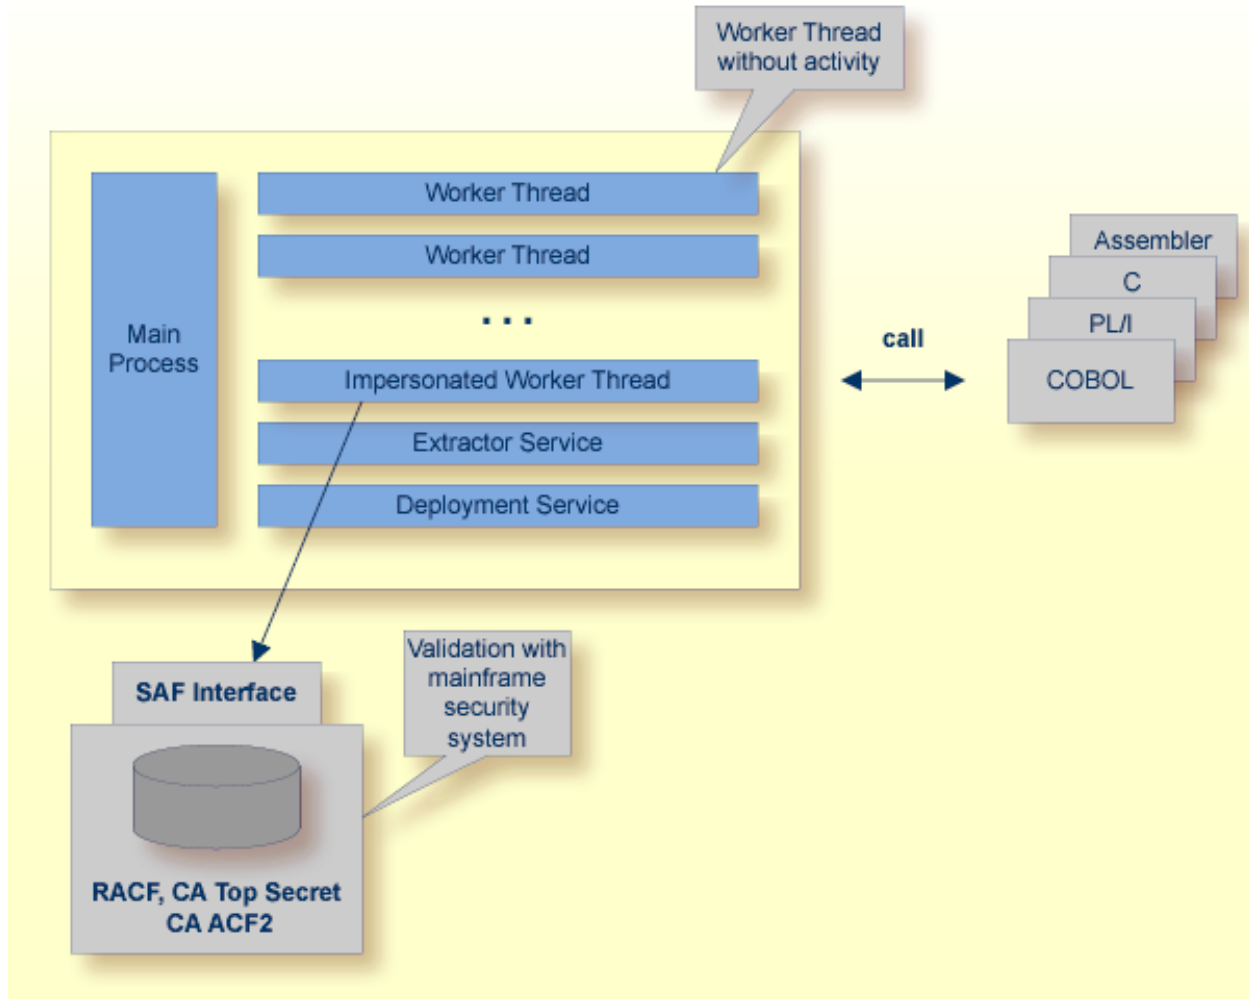 Worker Thread
without activity
Main
Process
Worker Thread
Worker Thread
...
Impersonated Worker Thread
Extractor Service
Deployment Service
call
Assembler
C
PL/I
COBOL
SAF Interface
Validation with
mainframe
security
system
RACF, CA Top Secret
CA ACF2